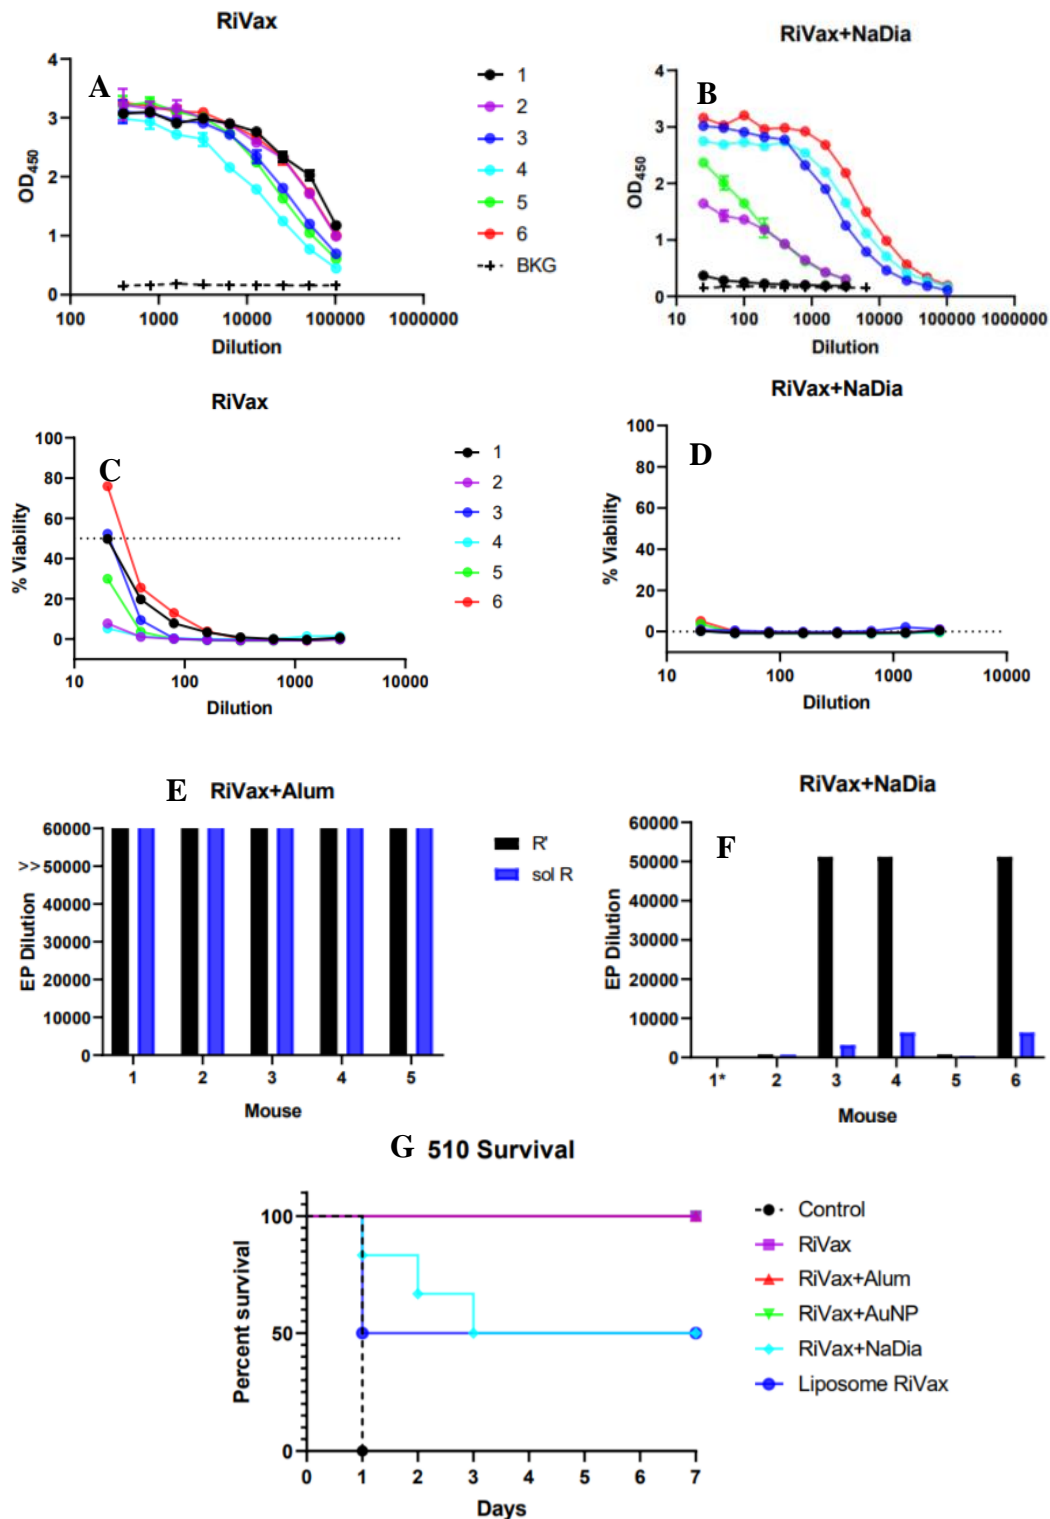 RiVax
A
4
3
2
1
0
OD450
100
1000
10000
100000
1000000
Dilution
1
2
3
4
5
6
BKG
RiVax+NaDia
B
4
3
2
1
0
OD450
10
100
1000
10000
100000
1000000
Dilution
RiVax
C
100
80
60
40
20
0
% Viability
10
100
1000
10000
Dilution
1
2
3
4
5
6
RiVax+NaDia
D
100
80
60
40
20
0
% Viability
10
100
1000
10000
Dilution
E RiVax+Alum
60000
>>50000
40000
30000
20000
10000
0
EP Dilution
1
2
3
4
5
Mouse
R'
sol R
RiVax+NaDia
F
60000
50000
40000
30000
20000
10000
0
EP Dilution
1*
2
3
4
5
6
Mouse
G 510 Survival
100
50
0
Percent survival
0
1
2
3
4
5
6
7
Days
Control
RiVax
RiVax+Alum
RiVax+AuNP
RiVax+NaDia
Liposome RiVax